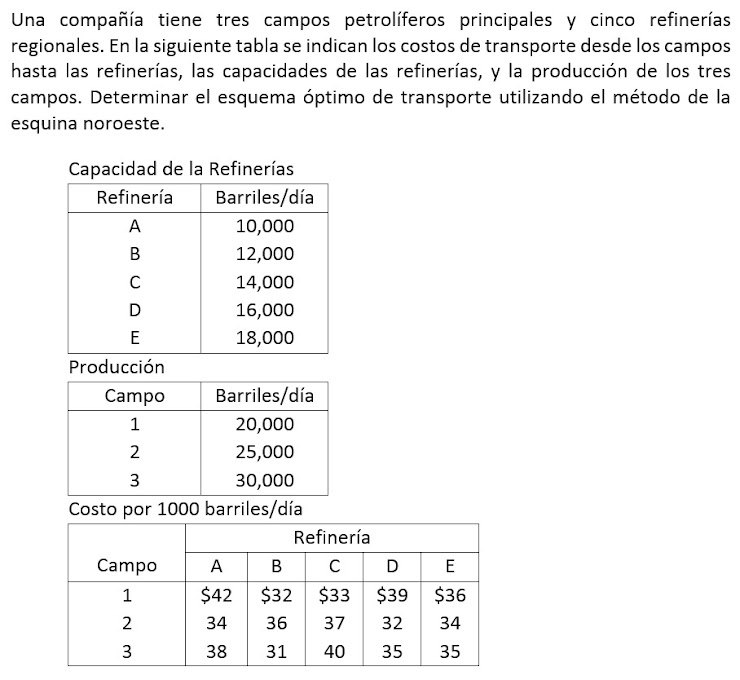 Una compañía tiene tres campos petrolíferos principales y cinco refinerías
regionales. En la siguiente tabla se indican los costos de transporte desde los campos
hasta las refinerías, las capacidades de las refinerías, y la producción de los tres
campos. Determinar el esquema óptimo de transporte utilizando el método de la
esquina noroeste.
Capacidad de la Refinerías
Refinería Barriles/día
A 10,000
B 12,000
C 14,000
D 16,000
E 18,000
Producción
Campo Barriles/día
1 20,000
2 25,000
3 30,000
Costo por 1000 barriles/día
Refinería
Campo A B C D E
1 $42 $32 $33 $39 $36
2 34 36 37 32 34
3 38 31 40 35 35